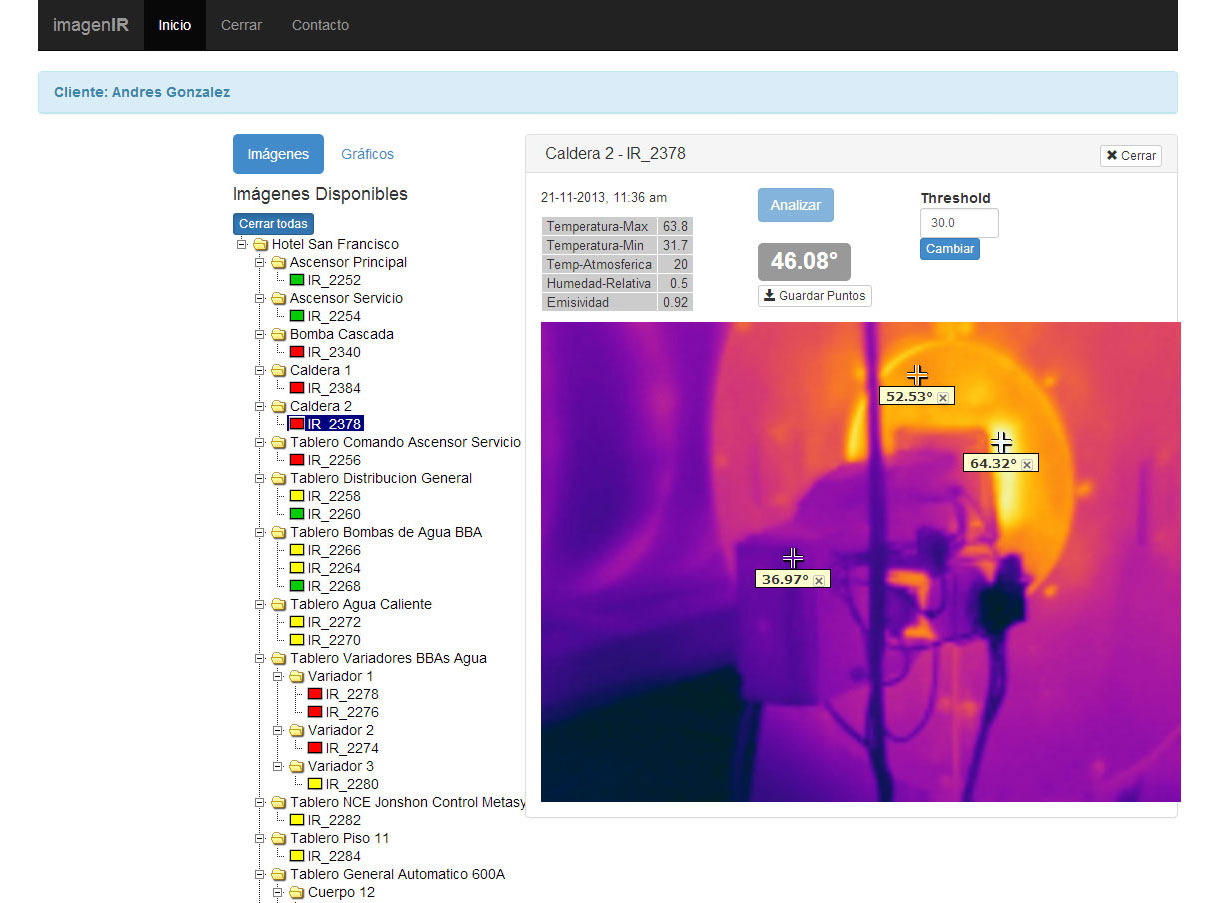 imagenIR Inicio Cerrar Contacto
Cliente: Andres Gonzalez
Imágenes Gráficos
Imágenes Disponibles
Cerrar todas
Hotel San Francisco
Ascensor Principal
IR_2252
Ascensor Servicio
IR_2254
Bomba Cascada
IR_2340
Caldera 1
IR_2384
Caldera 2
IR_2378
Tablero Comando Ascensor Servicio
IR_2256
Tablero Distribucion General
IR_2258
IR_2260
Tablero Bombas de Agua BBA
IR_2266
IR_2264
IR_2268
Tablero Agua Caliente
IR_2272
IR_2270
Tablero Variadores BBAs Agua
Variador 1
IR_2278
IR_2276
Variador 2
IR_2274
Variador 3
IR_2280
Tablero NCE Jonshon Control Metasy
IR_2282
Tablero Piso 11
IR_2284
Tablero General Automatico 600A
Cuerpo 12
Caldera 2 - IR_2378
Cerrar
21-11-2013, 11:36 am
Temperatura-Max 63.8
Temperatura-Min 31.7
Temp-Atmosferica 20
Humedad-Relativa 0.5
Emisividad 0.92
Analizar
46.08°
Guardar Puntos
Threshold
30.0
Cambiar
52.53°
64.32°
36.97°